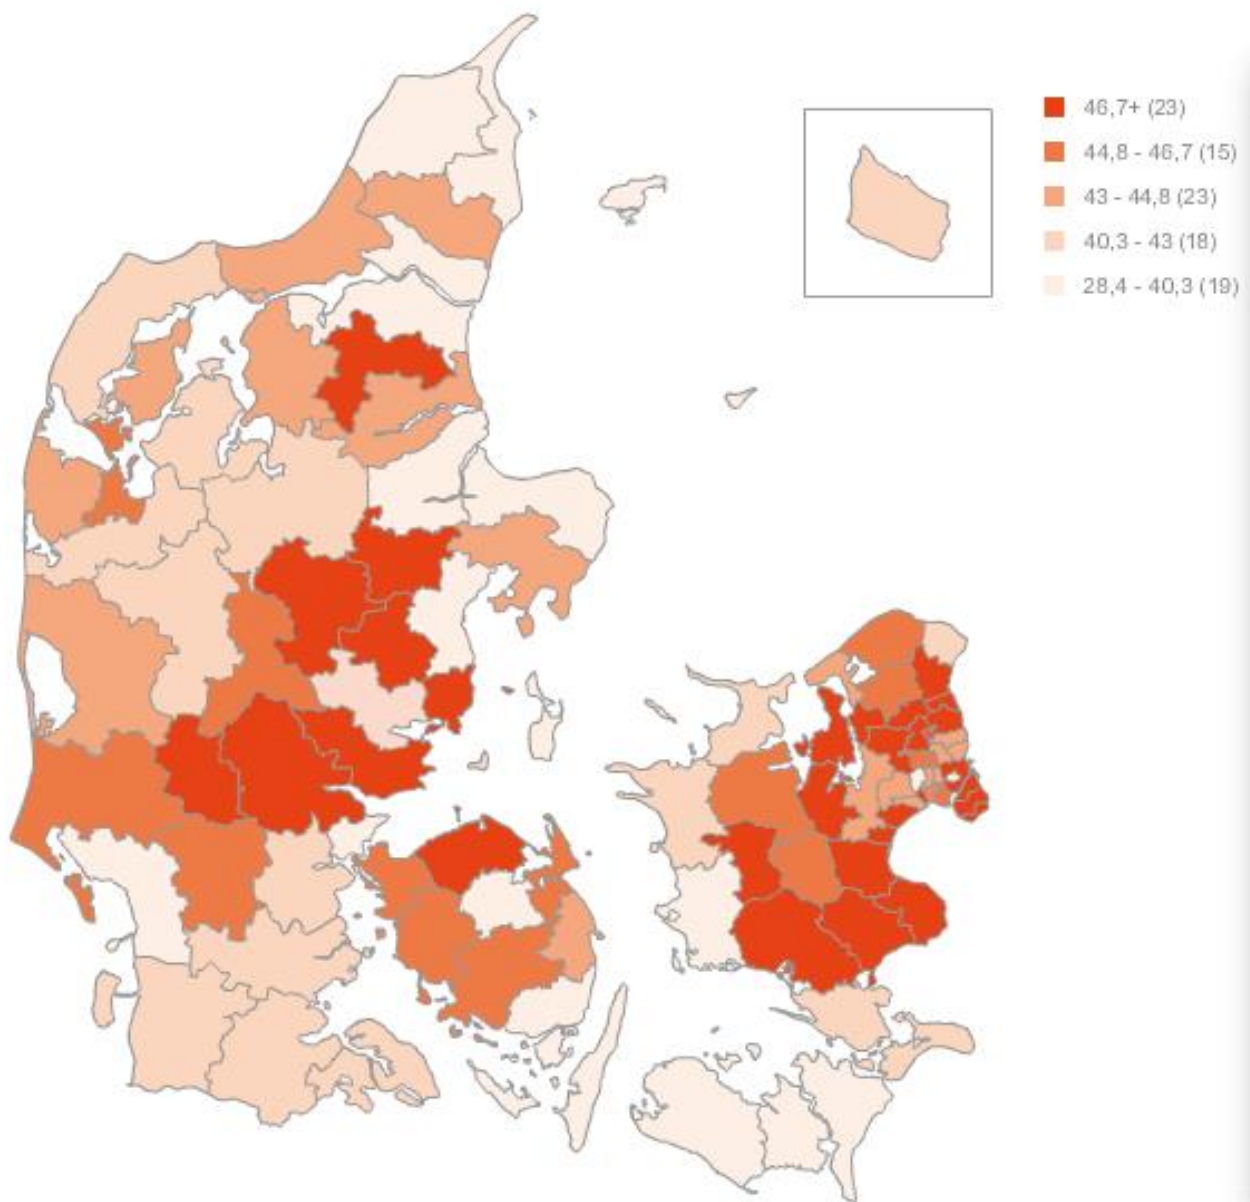 46,7+ (23)
44,8 - 46,7 (15)
43 - 44,8 (23)
40,3 - 43 (18)
28,4 - 40,3 (19)